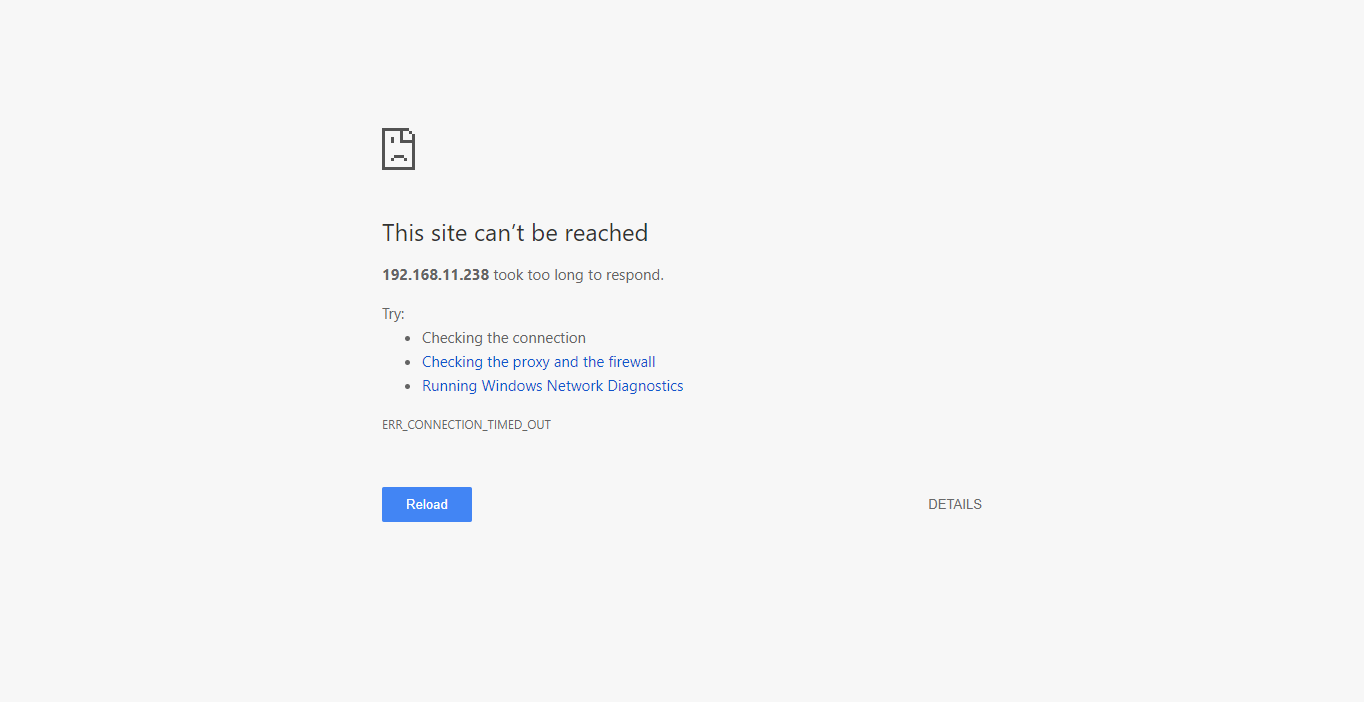 This site can’t be reached
192.168.11.238 took too long to respond.
Try:
Checking the connection
Checking the proxy and the firewall
Running Windows Network Diagnostics
ERR_CONNECTION_TIMED_OUT
Reload
DETAILS